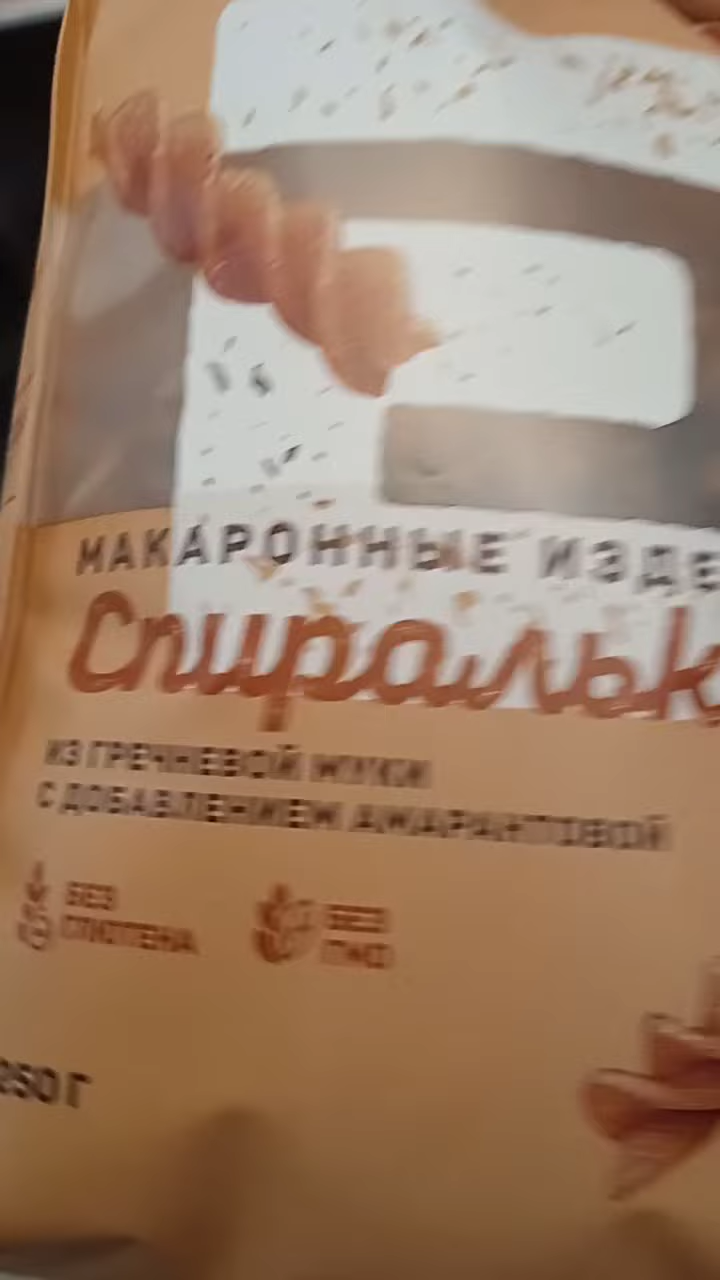 МАКАРОННЫЕ ИЗДЕ
Спиральк
ИЗ ГРЕЧНЕВОЙ МУКИ
С ДОБАВЛЕНИЕМ АМАРАНТОВОЙ
БЕЗ
ГЛЮТЕНА
БЕЗ
ГМО
250 Г